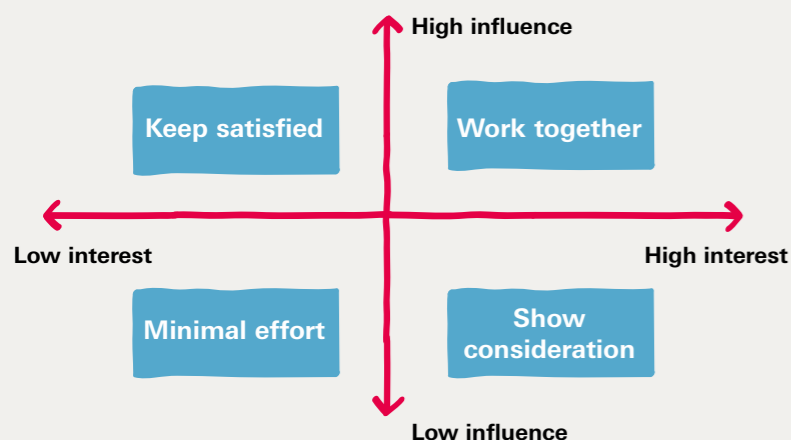 High influence
Keep satisfied
Work together
Low interest
High interest
Minimal effort
Show
consideration
Low influence